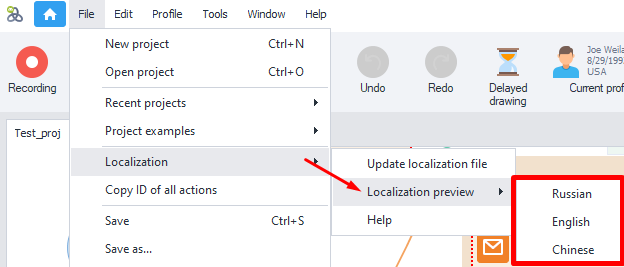 File Edit Profile Tools Window Help
Recording
New project Ctrl+N
Open project Ctrl+O
Recent projects
Project examples
Localization
Copy ID of all actions
Save Ctrl+S
Save as...
Undo
Redo
Delayed
drawing
Joe Weila
8/29/199
USA
Current prof
Test_proj
Update localization file
Localization preview
Help
Russian
English
Chinese